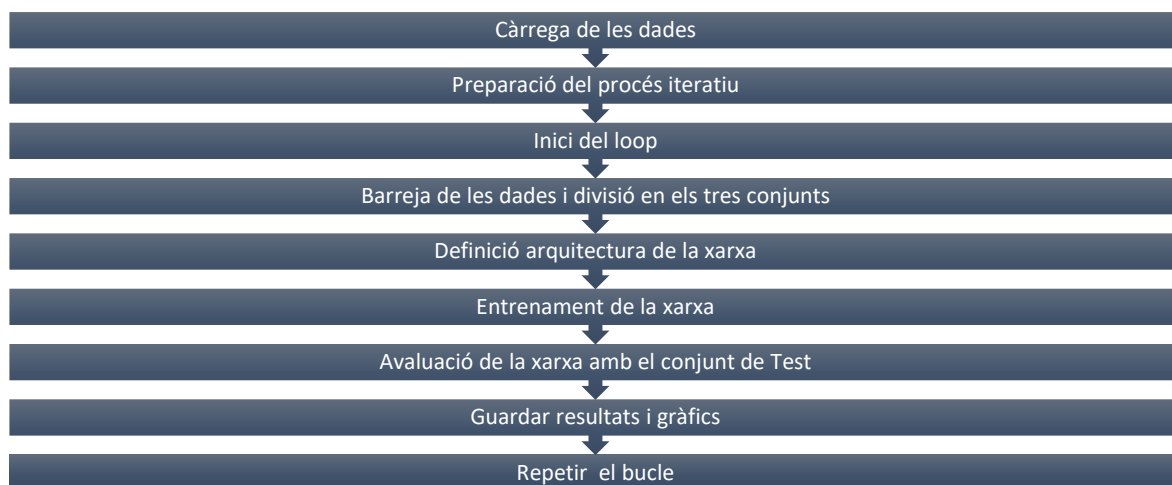 Càrrega de les dades
Preparació del procés iteratiu
Inici del loop
Barreja de les dades i divisió en els tres conjunts
Definició arquitectura de la xarxa
Entrenament de la xarxa
Avaluació de la xarxa amb el conjunt de Test
Guardar resultats i gràfics
Repetir  el bucle